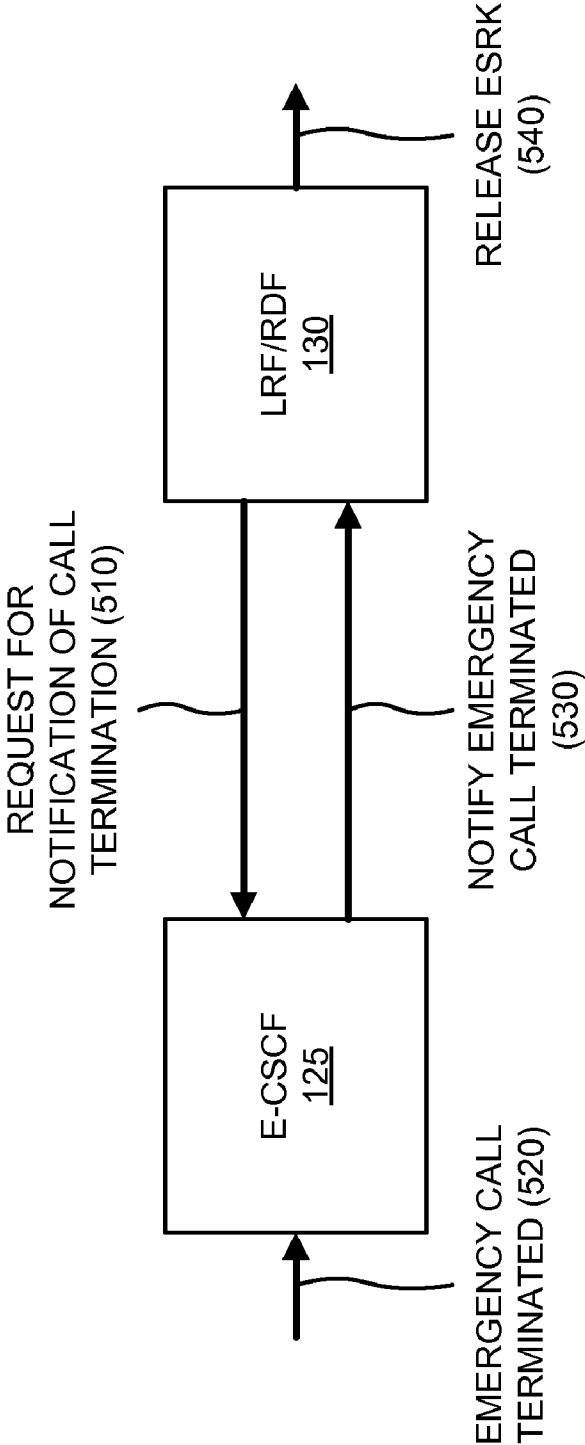 REQUEST FOR
NOTIFICATION OF CALL
TERMINATION (510)
E-CSCF
125
LRF/RDF
130
EMERGENCY CALL
TERMINATED (520)
NOTIFY EMERGENCY
CALL TERMINATED
(530)
RELEASE ESRK
(540)